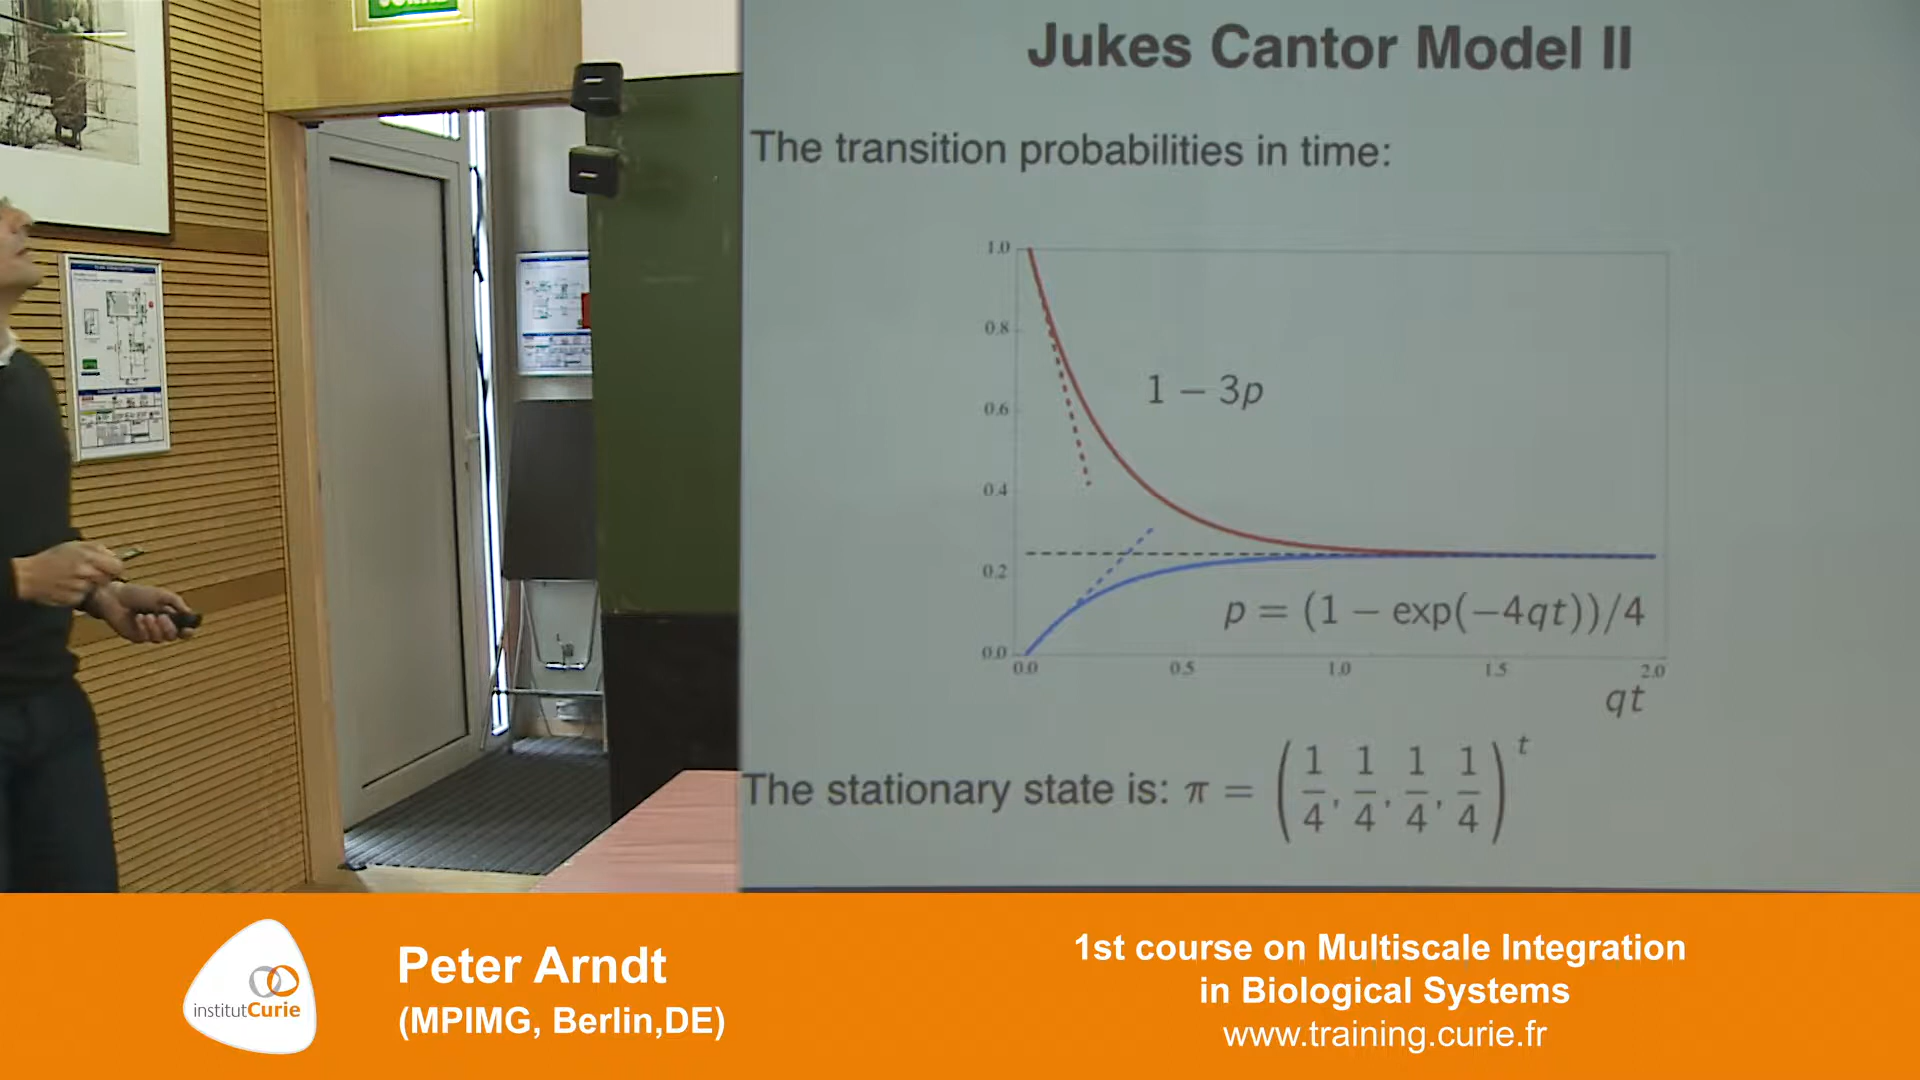 Jukes Cantor Model II
The transition probabilities in time:
1.0
0.8
0.6
0.4
0.2
0.0
0.0 0.5 1.0 1.5 2.0
1 − 3p
p = (1 − exp(−4qt))/4
qt
The stationary state is: π = (1/4, 1/4, 1/4, 1/4)^t
institutCurie
Peter Arndt
(MPIMG, Berlin,DE)
1st course on Multiscale Integration
in Biological Systems
www.training.curie.fr